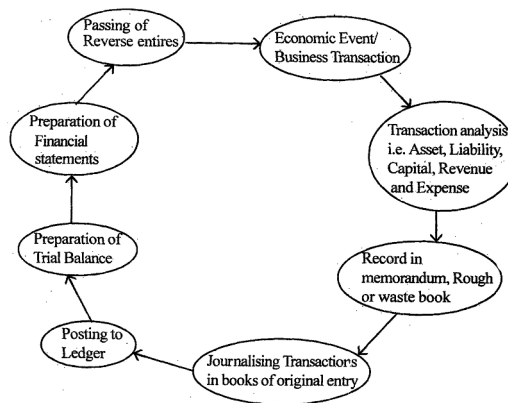 Passing of
Reverse entires
Economic Event/
Business Transaction
Transaction analysis
i.e. Asset, Liability,
Capital, Revenue
and Expense
Record in
memorandum, Rough
or waste book
Journalising Transactions
in books of original entry
Posting to
Ledger
Preparation of
Trial Balance
Preparation of
Financial
statements